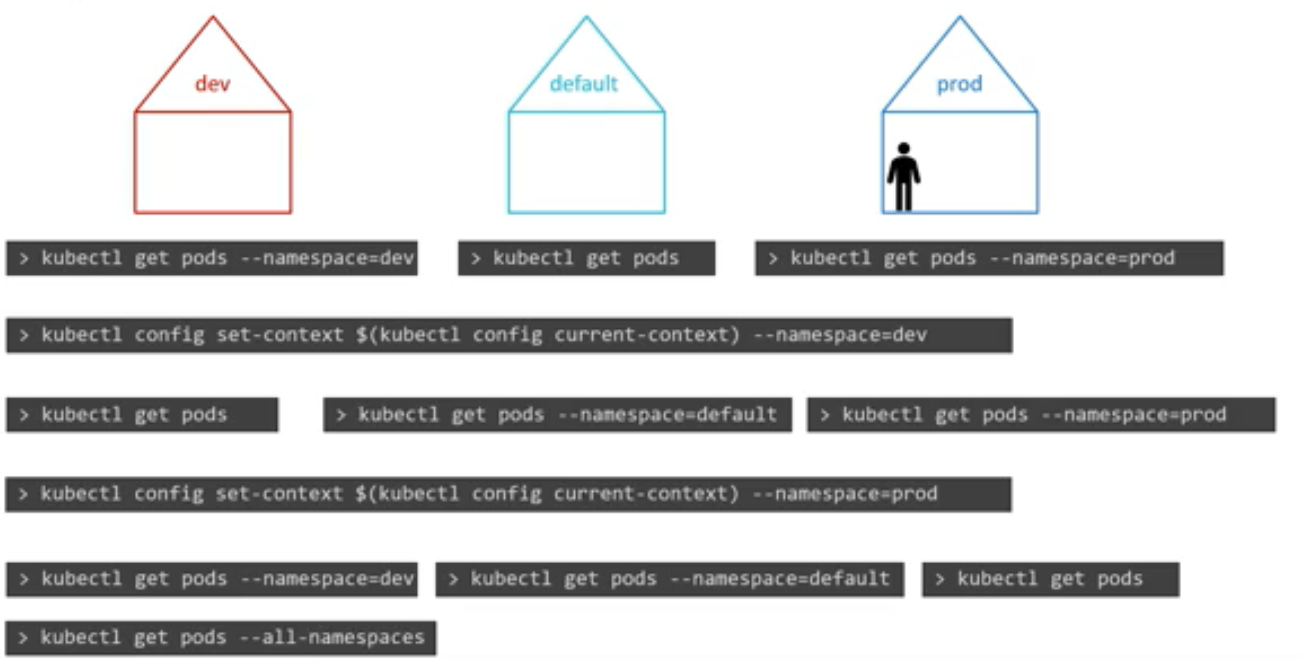 dev
default
prod
> kubectl get pods --namespace=dev
> kubectl get pods
> kubectl get pods --namespace=prod
> kubectl config set-context $(kubectl config current-context) --namespace=dev
> kubectl get pods
> kubectl get pods --namespace=default
> kubectl get pods --namespace=prod
> kubectl config set-context $(kubectl config current-context) --namespace=prod
> kubectl get pods --namespace=dev
> kubectl get pods --namespace=default
> kubectl get pods
> kubectl get pods --all-namespaces